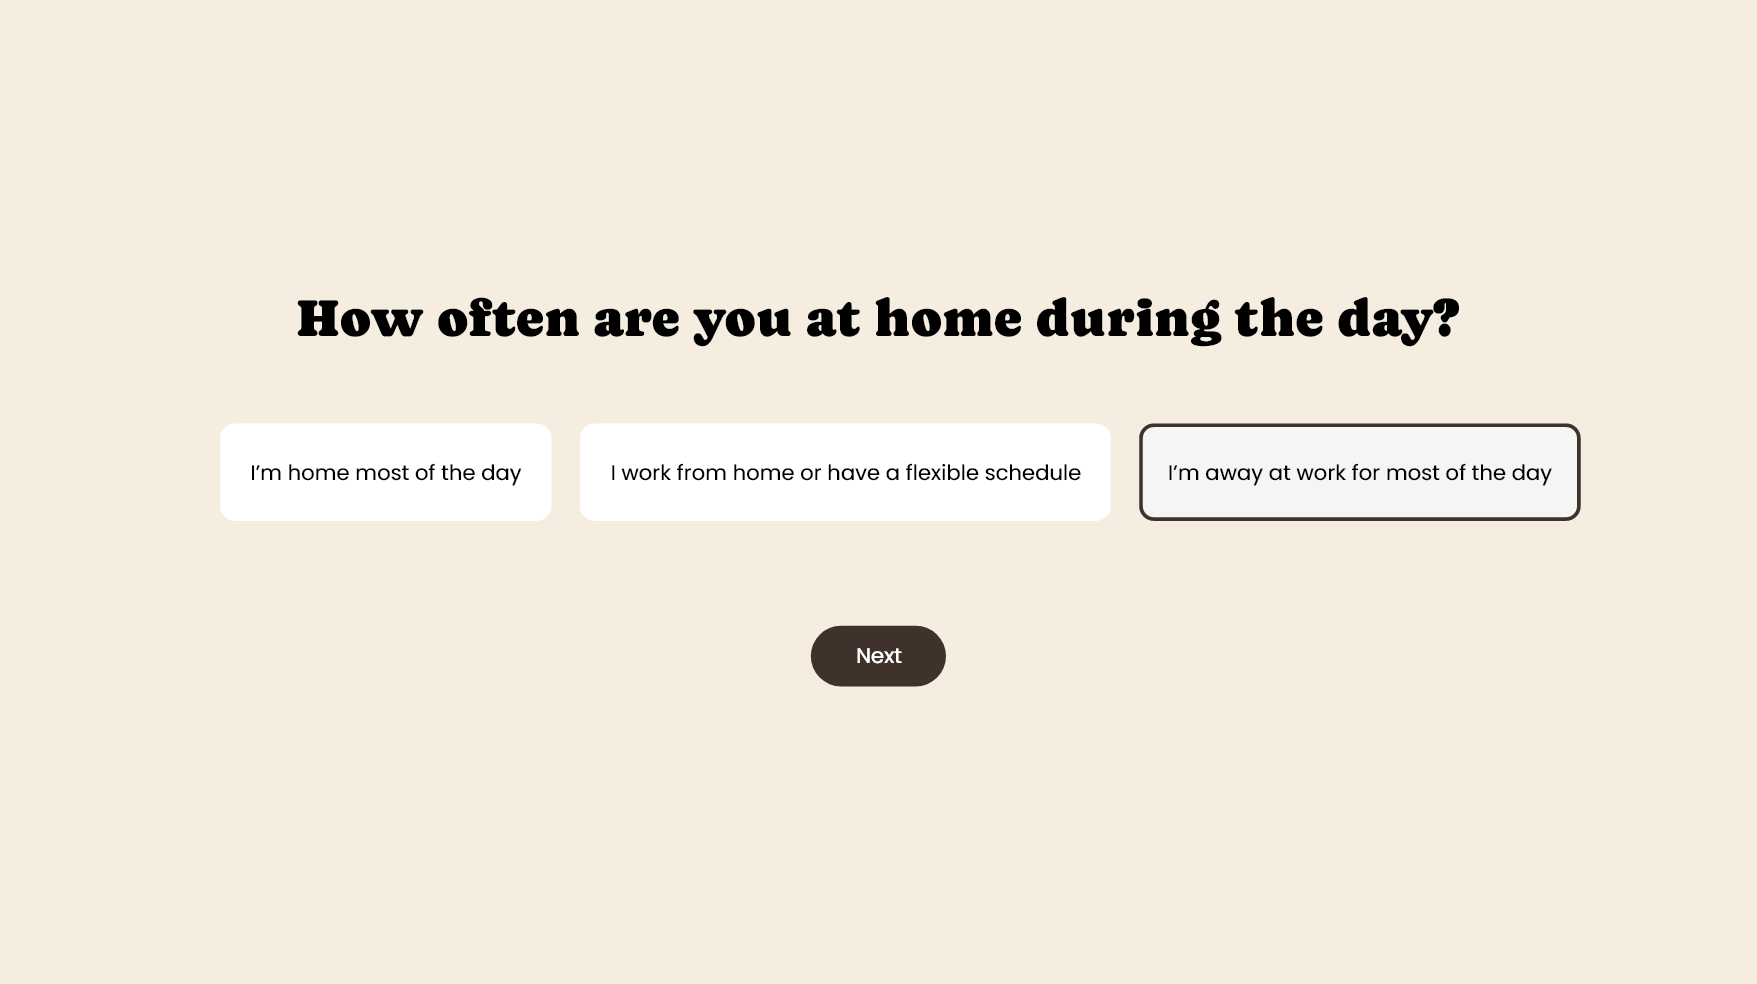 How often are you at home during the day?
I’m home most of the day
I work from home or have a flexible schedule
I’m away at work for most of the day
Next